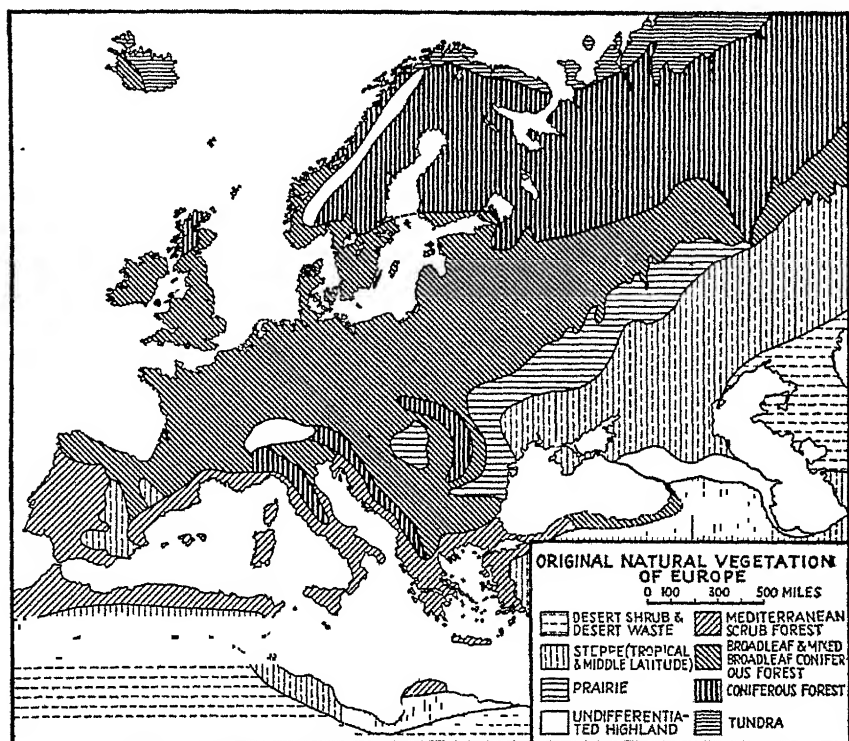 ORIGINAL NATURAL VEGETATION
OF EUROPE
0 100 300 500 MILES
DESERT SHRUB &
DESERT WASTE
STEPPE (TROPICAL
& MIDDLE LATITUDE)
PRAIRIE
UNDIFFERENTIA-
TED HIGHLAND
MEDITERRANEAN
SCRUB FOREST
BROADLEAF & MIXED
BROADLEAF CONIFER-
OUS FOREST
CONIFEROUS FOREST
TUNDRA